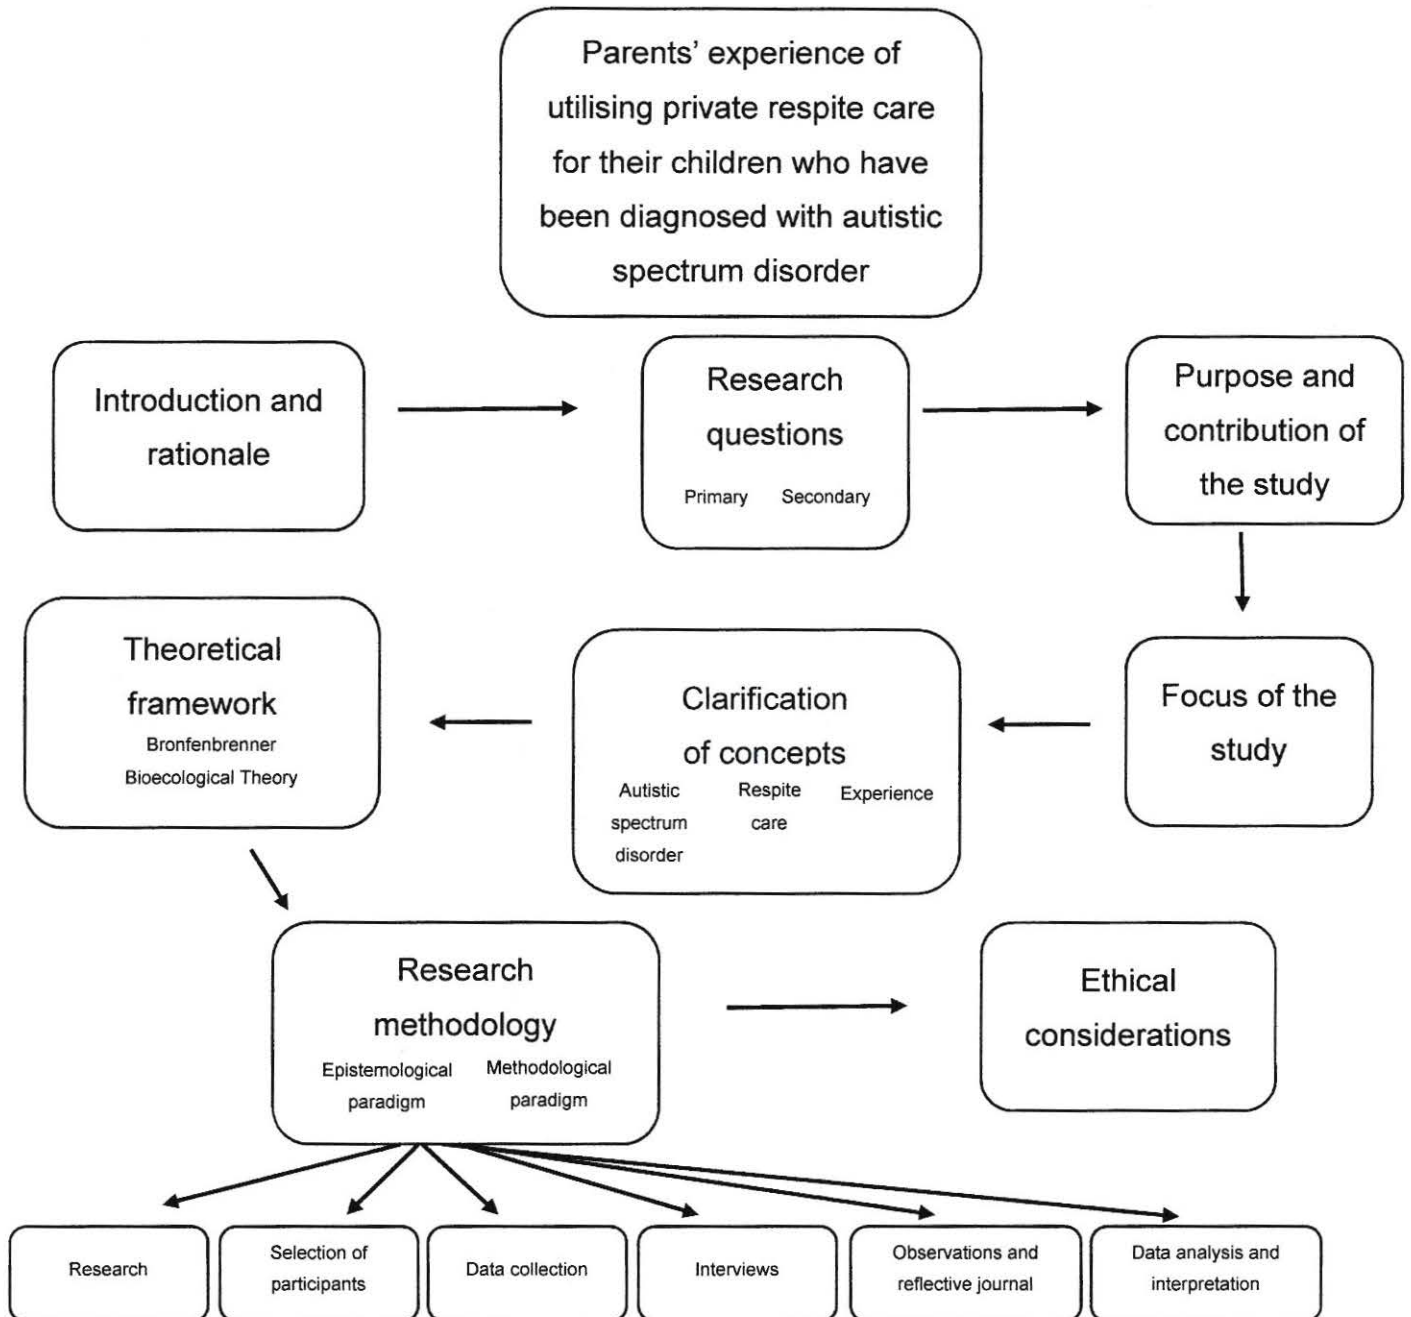 Parents' experience of
utilising private respite care
for their children who have
been diagnosed with autistic
spectrum disorder
Introduction and
rationale
Research
questions
Primary Secondary
Purpose and
contribution of
the study
Theoretical
framework
Bronfenbrenner
Bioecological Theory
Clarification
of concepts
Autistic
spectrum
disorder
Respite
care
Experience
Focus of the
study
Research
methodology
Epistemological
paradigm
Methodological
paradigm
Ethical
considerations
Research
Selection of
participants
Data collection
Interviews
Observations and
reflective journal
Data analysis and
interpretation